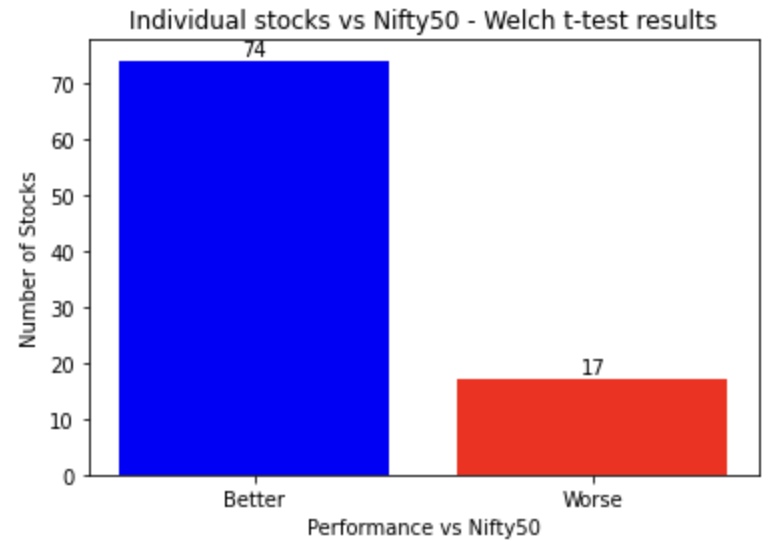 Individual stocks vs Nifty50 - Welch t-test results
74
70
60
50
40
30
20
10
0
17
Number of Stocks
Better
Worse
Performance vs Nifty50